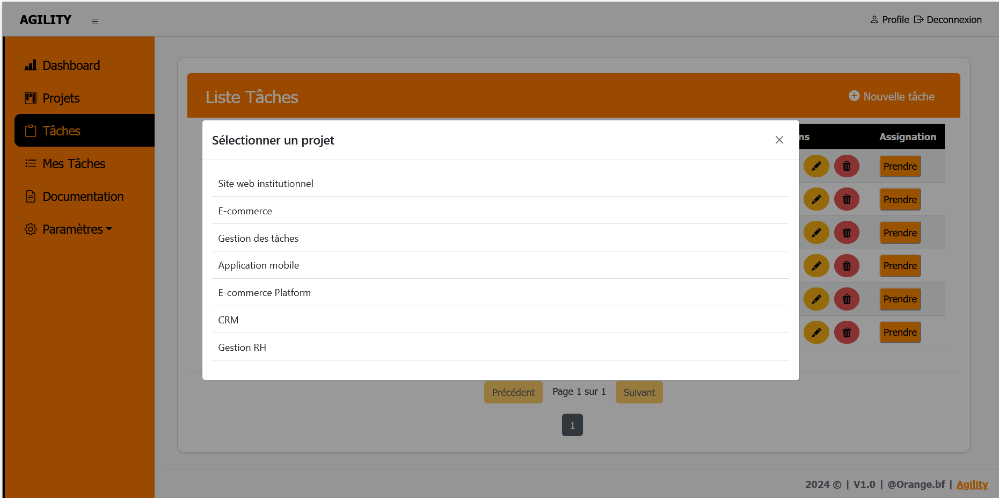 AGILITY
Profile Deconnexion
Dashboard
Projets
Tâches
Mes Tâches
Documentation
Paramètres
Liste Tâches
Nouvelle tâche
Assignation
Sélectionner un projet
Site web institutionnel
E-commerce
Gestion des tâches
Application mobile
E-commerce Platform
CRM
Gestion RH
Prendre
Prendre
Prendre
Prendre
Prendre
Prendre
Précédent Page 1 sur 1 Suivant
1
2024 © | V1.0 | @Orange.bf | Agility